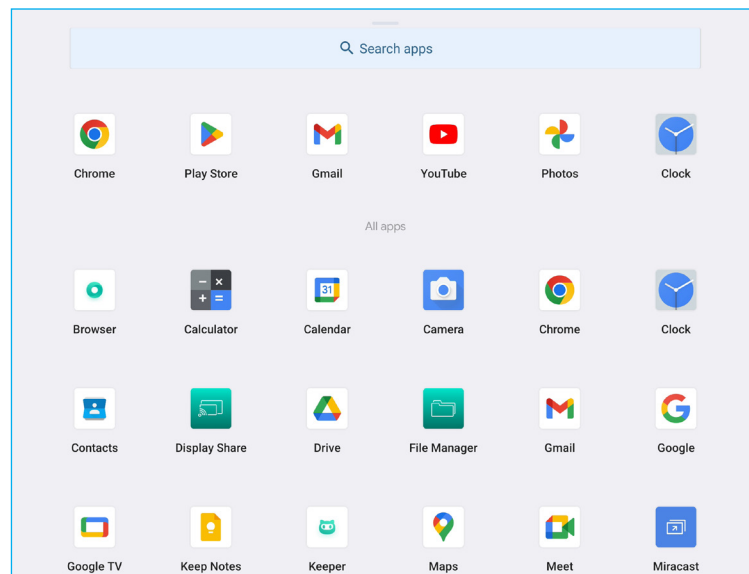 Search apps
Chrome Play Store Gmail YouTube Photos Clock
All apps
31
Browser Calculator Calendar Camera Chrome Clock
Contacts Display Share Drive File Manager Gmail Google
Google TV Keep Notes Keeper Maps Meet Miracast